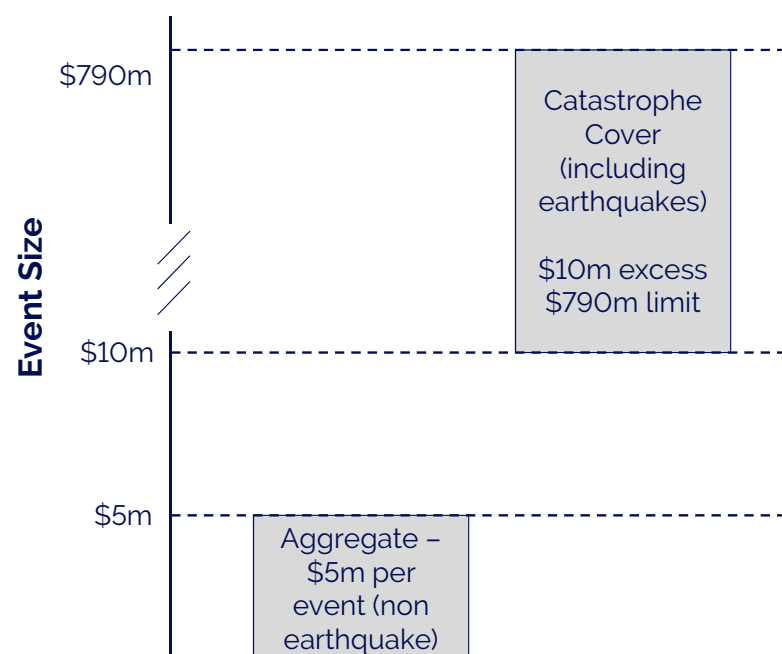 $790m
Catastrophe
Cover
(including
earthquakes)
$10m excess
$790m limit
Event Size
$10m
$5m
Aggregate –
$5m per
event (non
earthquake)